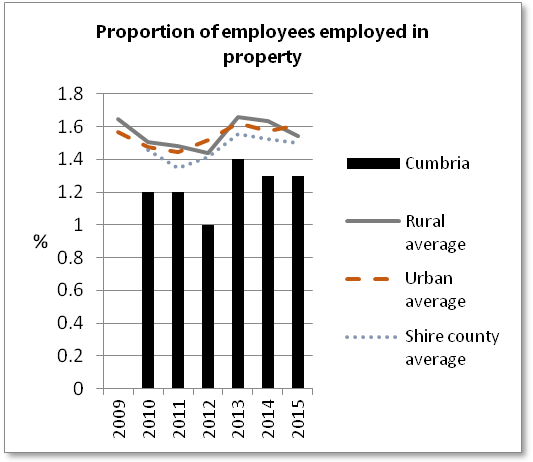 Proportion of employees employed in
property
1.8
1.6
1.4
1.2
1
0.8
0.6
0.4
0.2
0
%
2009
2010
2011
2012
2013
2014
2015
Cumbria
Rural
average
Urban
average
Shire county
average